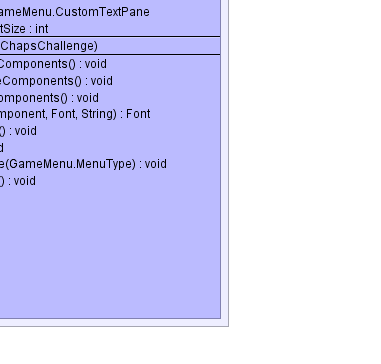 ameMenu.CustomTextPane
tSize : int
ChapsChallenge)
Components() : void
eComponents() : void
omponents() : void
mponent, Font, String) : Font
() : void
d
e(GameMenu.MenuType) : void
() : void